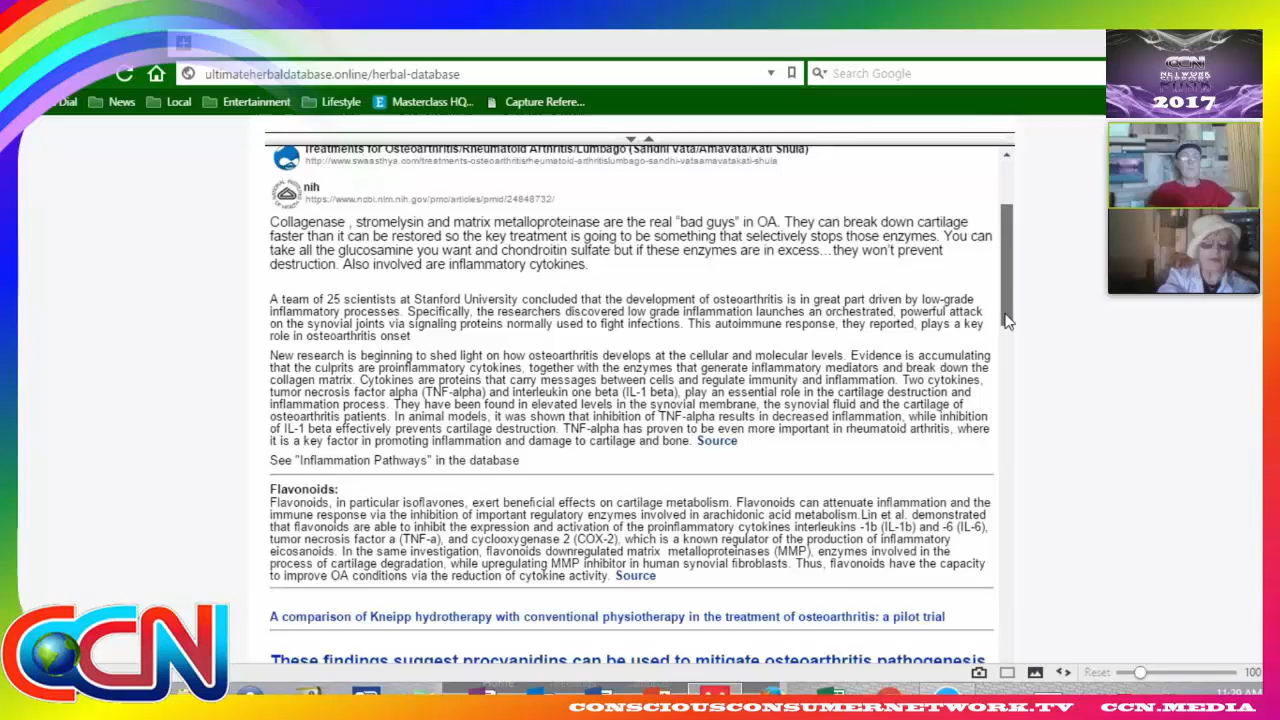 CCN
NETWORK
SUPPORT
FUND
2017
ultimateherbaldatabase.online/herbal-database
Search Google
Dial
News
Local
Entertainment
Lifestyle
Masterclass HQ...
Capture Refere...
Treatments for Osteoarthritis/Rheumatoid Arthritis/Lumbago (Sandhi Vata/Amavata/Kati Shula)
http://www.swaasthya.com/treatments-osteoarthritisrheumatoid-arthritislumbago-sandhi-vataamavatakati-shula
nih
https://www.ncbi.nlm.nih.gov/pmc/articles/pmid/24848732/
Collagenase , stromelysin and matrix metalloproteinase are the real "bad guys" in OA. They can break down cartilage
faster than it can be restored so the key treatment is going to be something that selectively stops those enzymes. You can
take all the glucosamine you want and chondroitin sulfate but if these enzymes are in excess...they won't prevent
destruction. Also involved are inflammatory cytokines.
A team of 25 scientists at Stanford University concluded that the development of osteoarthritis is in great part driven by low-grade
inflammatory processes. Specifically, the researchers discovered low grade inflammation launches an orchestrated, powerful attack
on the synovial joints via signaling proteins normally used to fight infections. This autoimmune response, they reported, plays a key
role in osteoarthritis onset
New research is beginning to shed light on how osteoarthritis develops at the cellular and molecular levels. Evidence is accumulating
that the culprits are proinflammatory cytokines, together with the enzymes that generate inflammatory mediators and break down the
collagen matrix. Cytokines are proteins that carry messages between cells and regulate immunity and inflammation. Two cytokines,
tumor necrosis factor alpha (TNF-alpha) and interleukin one beta (IL-1 beta), play an essential role in the cartilage destruction and
inflammation process. They have been found in elevated levels in the synovial membrane, the synovial fluid and the cartilage of
osteoarthritis patients. In animal models, it was shown that inhibition of TNF-alpha results in decreased inflammation, while inhibition
of IL-1 beta effectively prevents cartilage destruction. TNF-alpha has proven to be even more important in rheumatoid arthritis, where
it is a key factor in promoting inflammation and damage to cartilage and bone. Source
See "Inflammation Pathways" in the database
Flavonoids:
Flavonoids, in particular isoflavones, exert beneficial effects on cartilage metabolism. Flavonoids can attenuate inflammation and the
immune response via the inhibition of important regulatory enzymes involved in arachidonic acid metabolism.Lin et al. demonstrated
that flavonoids are able to inhibit the expression and activation of the proinflammatory cytokines interleukins -1b (IL-1b) and -6 (IL-6),
tumor necrosis factor a (TNF-a), and cyclooxygenase 2 (COX-2), which is a known regulator of the production of inflammatory
eicosanoids. In the same investigation, flavonoids downregulated matrix metalloproteinases (MMP), enzymes involved in the
process of cartilage degradation, while upregulating MMP inhibitor in human synovial fibroblasts. Thus, flavonoids have the capacity
to improve OA conditions via the reduction of cytokine activity. Source
A comparison of Kneipp hydrotherapy with conventional physiotherapy in the treatment of osteoarthritis: a pilot trial
These findings suggest procyanidins can be used to mitigate osteoarthritis pathogenesis
Reset
100
11:29 AM
CCN
CONSCIOUSCONSUMERNETWORK.TV CCN.MEDIA